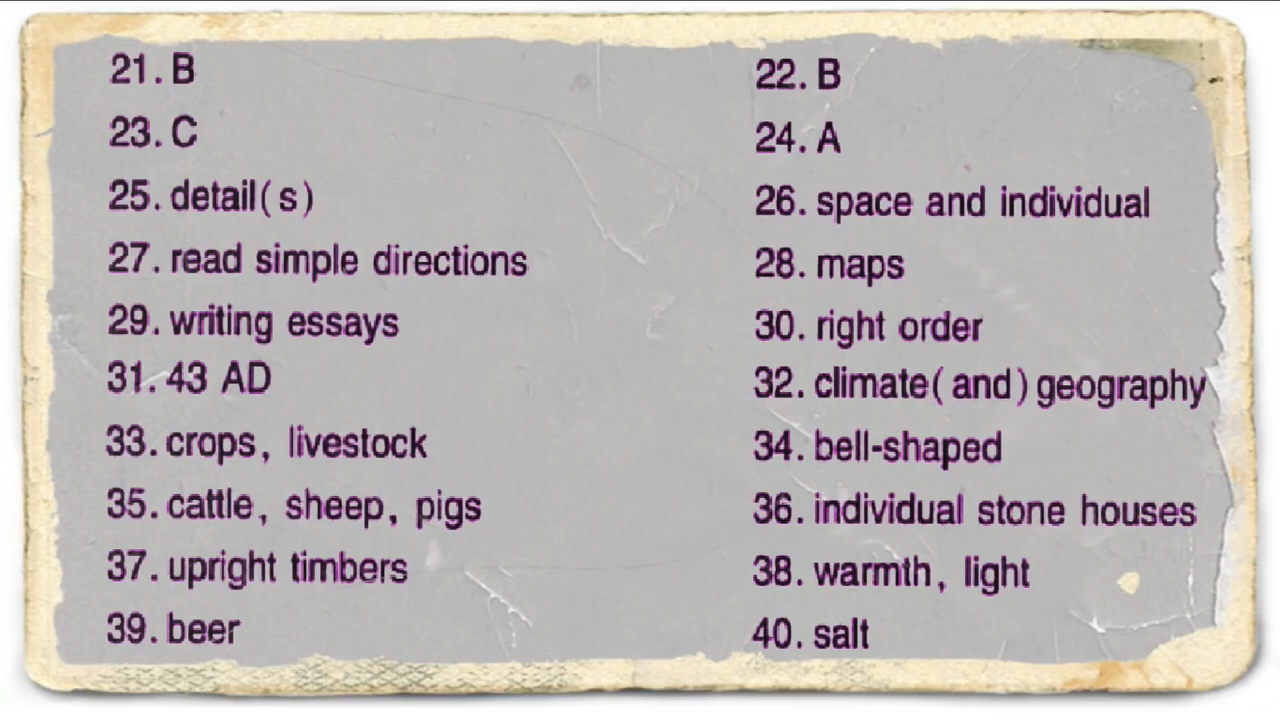 21. B
22. B
23. C
24. A
25. detail(s)
26. space and individual
27. read simple directions
28. maps
29. writing essays
30. right order
31. 43 AD
32. climate(and)geography
33. crops, livestock
34. bell-shaped
35. cattle, sheep, pigs
36. individual stone houses
37. upright timbers
38. warmth, light
39. beer
40. salt